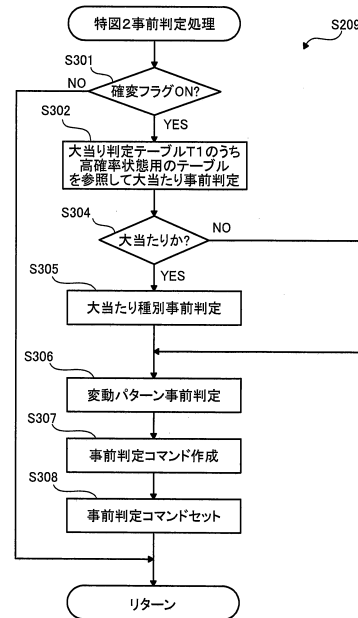 特図2事前判定処理
S209
S301
NO
確変フラグON?
S302
YES
大当り判定テーブルT1のうち
高確率状態用のテーブル
を参照して大当たり事前判定
S304
NO
大当たりか?
YES
S305
大当たり種別事前判定
S306
変動パターン事前判定
S307
事前判定コマンド作成
S308
事前判定コマンドセット
リターン